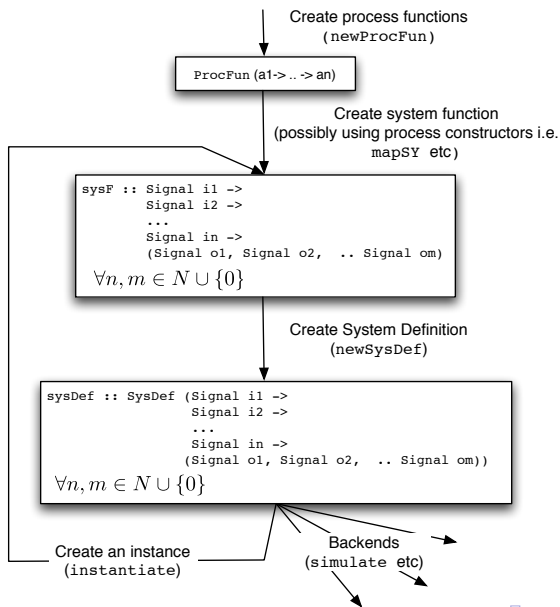 Create process functions
(newProcFun)
ProcFun (a1-> .. -> an)
Create system function
(possibly using process constructors i.e.
mapSY etc)
sysF :: Signal i1 ->
Signal i2 ->
...
Signal in ->
(Signal o1, Signal o2, .. Signal om)
∀n, m ∈ N ∪ {0}
Create System Definition
(newSysDef)
sysDef :: SysDef (Signal i1 ->
Signal i2 ->
...
Signal in ->
(Signal o1, Signal o2, .. Signal om))
∀n, m ∈ N ∪ {0}
Create an instance
(instantiate)
Backends
(simulate etc)